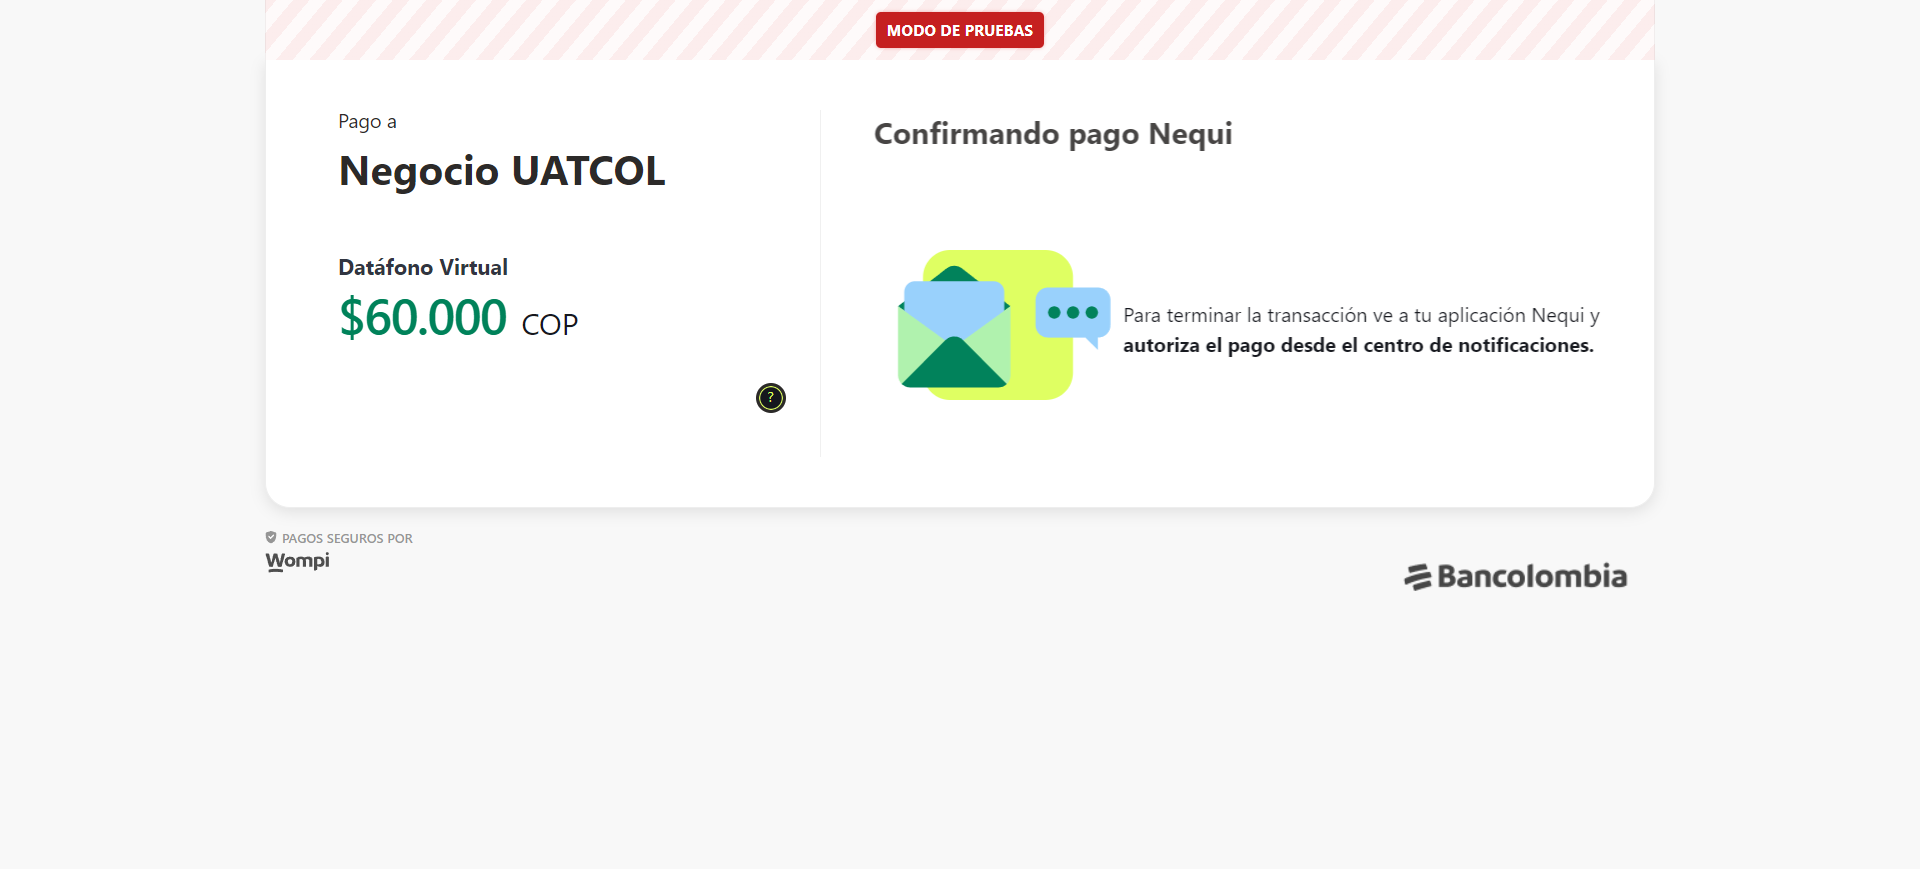 MODO DE PRUEBAS
Pago a
Negocio UATCOL
Datáfono Virtual
$60.000 COP
?
Confirmando pago Nequi
Para terminar la transacción ve a tu aplicación Nequi y
autoriza el pago desde el centro de notificaciones.
PAGOS SEGUROS POR
Wompi
Bancolombia